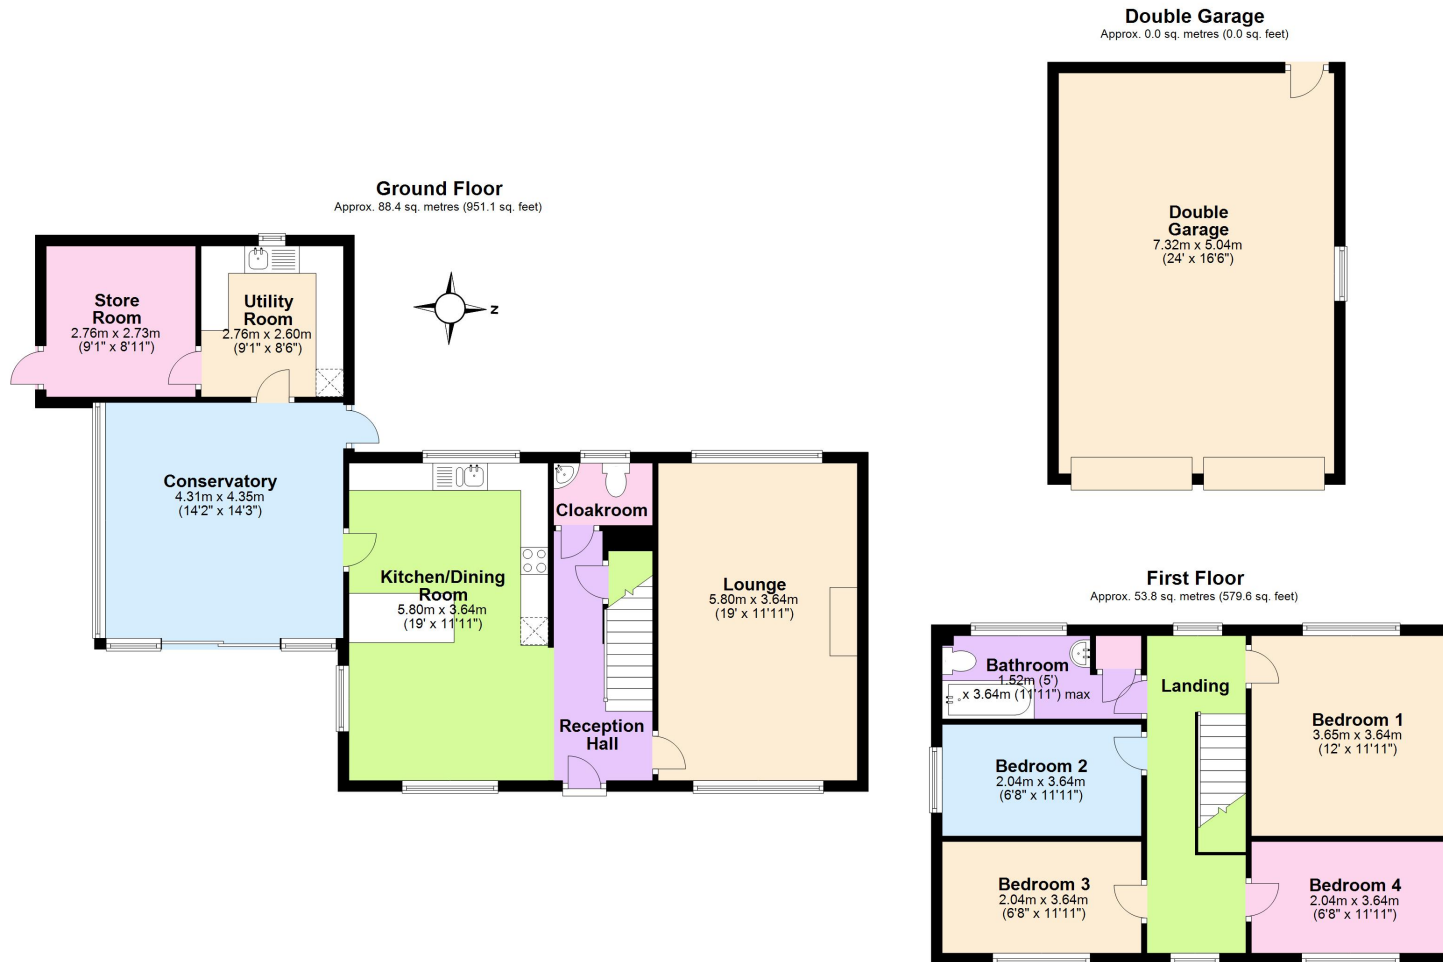 Double Garage
Approx. 0.0 sq. metres (0.0 sq. feet)
Double
Garage
7.32m x 5.04m
(24' x 16'6")
Ground Floor
Approx. 88.4 sq. metres (951.1 sq. feet)
Store
Room
2.76m x 2.73m
(9'1" x 8'11")
Utility
Room
2.76m x 2.60m
(9'1" x 8'6")
N
Conservatory
4.31m x 4.35m
(14'2" x 14'3")
Kitchen/Dining
Room
5.80m x 3.64m
(19' x 11'11")
Cloakroom
Reception
Hall
Lounge
5.80m x 3.64m
(19' x 11'11")
First Floor
Approx. 53.8 sq. metres (579.6 sq. feet)
Bathroom
1.52m (5')
x 3.64m (11'11") max
Landing
Bedroom 1
3.65m x 3.64m
(12' x 11'11")
Bedroom 2
2.04m x 3.64m
(6'8" x 11'11")
Bedroom 3
2.04m x 3.64m
(6'8" x 11'11")
Bedroom 4
2.04m x 3.64m
(6'8" x 11'11")